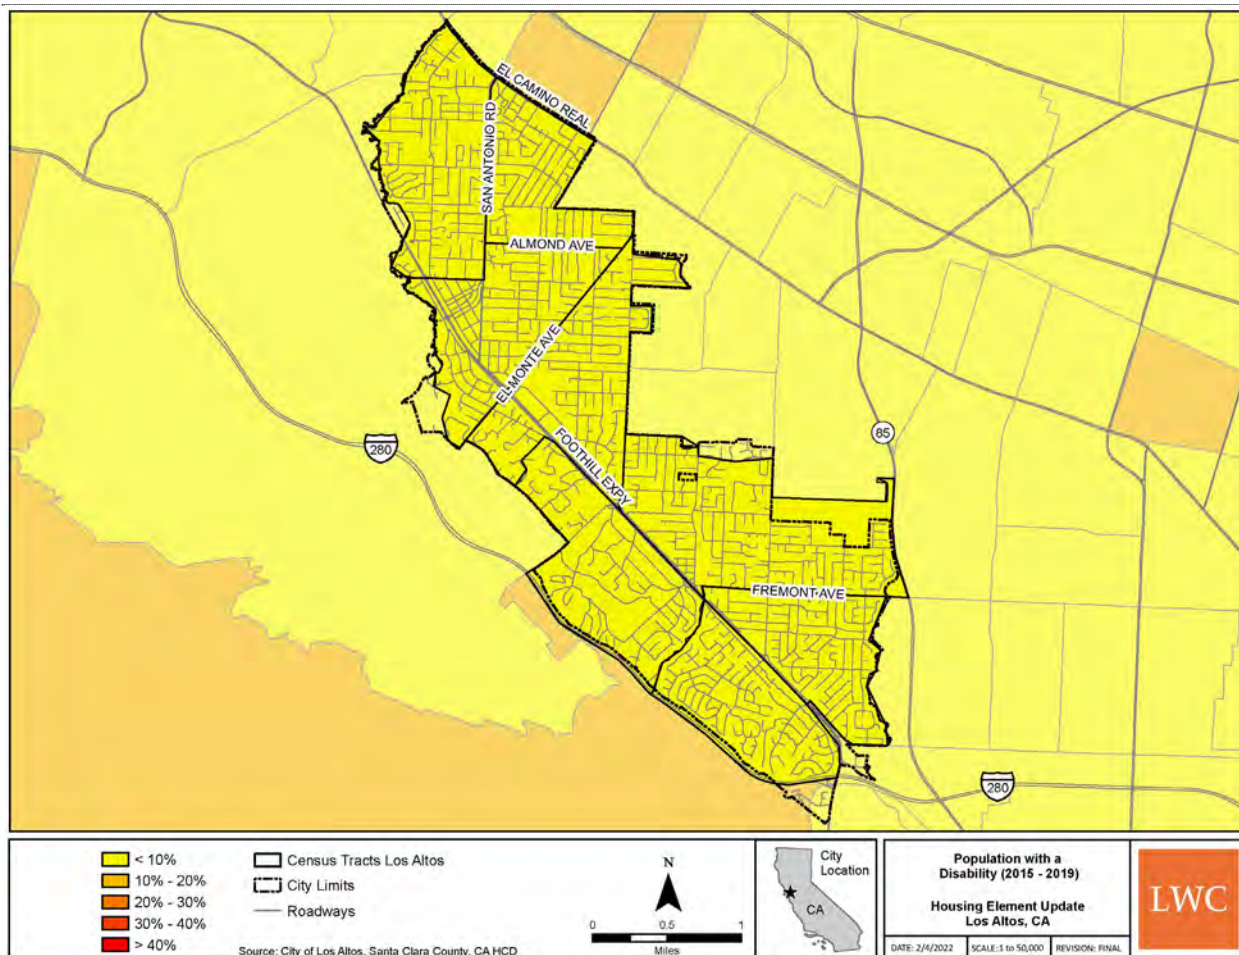 EL CAMINO REAL
SAN ANTONIO RD
ALMOND AVE
EL MONTE AVE
280
85
FOOTHILL EXPY
FREMONT AVE
280
< 10%
10% - 20%
20% - 30%
30% - 40%
> 40%
Census Tracts Los Altos
City Limits
Roadways
Source: City of Los Altos, Santa Clara County, CA HCD
N
0 0.5 1
Miles
City
Location
CA
Population with a
Disability (2015 - 2019)
Housing Element Update
Los Altos, CA
DATE: 2/4/2022 SCALE:1 to 50,000 REVISION: FINAL
LWC